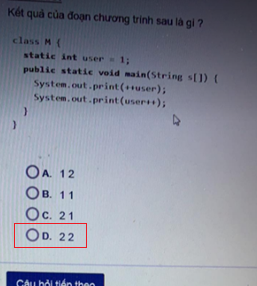 Kết quả của đoạn chương trình sau là gì ?
class M {
static int user = 1;
public static void main(String s[]) {
System.out.print(++user);
System.out.print(user++);
}
}
A. 1 2
B. 1 1
C. 2 1
D. 2 2
Câu hỏi tiếp theo